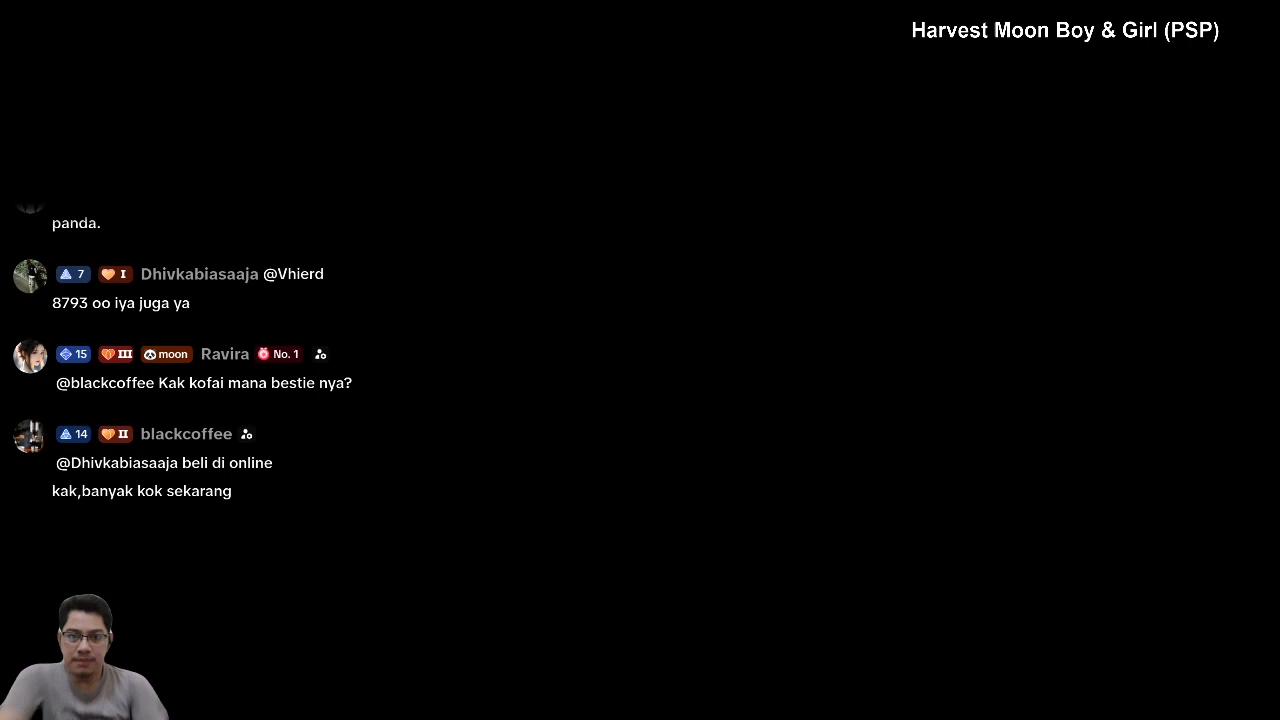 Harvest Moon Boy & Girl (PSP)
panda.
7 I Dhivkabiasaaja @Vhierd
8793 oo iya juga ya
15 III moon Ravira No. 1
@blackcoffee Kak kofai mana bestie nya?
14 II blackcoffee
@Dhivkabiasaaja beli di online
kak,banyak kok sekarang